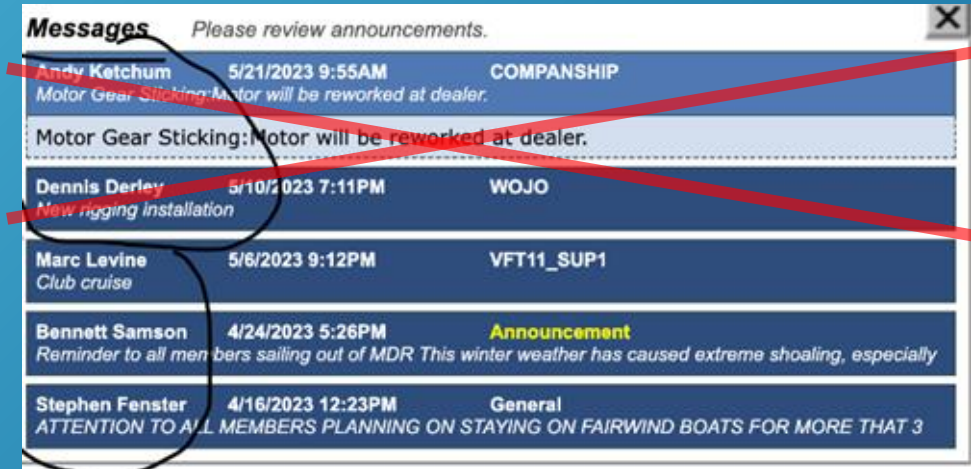 Messages Please review announcements.
X
Andy Ketchum 5/21/2023 9:55AM COMPANSHIP
Motor Gear Sticking:Motor will be reworked at dealer.
Motor Gear Sticking:Motor will be reworked at dealer.
Dennis Derley 5/10/2023 7:11PM WOJO
New rigging installation
Marc Levine 5/6/2023 9:12PM VFT11_SUP1
Club cruise
Bennett Samson 4/24/2023 5:26PM Announcement
Reminder to all members sailing out of MDR This winter weather has caused extreme shoaling, especially
Stephen Fenster 4/16/2023 12:23PM General
ATTENTION TO ALL MEMBERS PLANNING ON STAYING ON FAIRWIND BOATS FOR MORE THAT 3